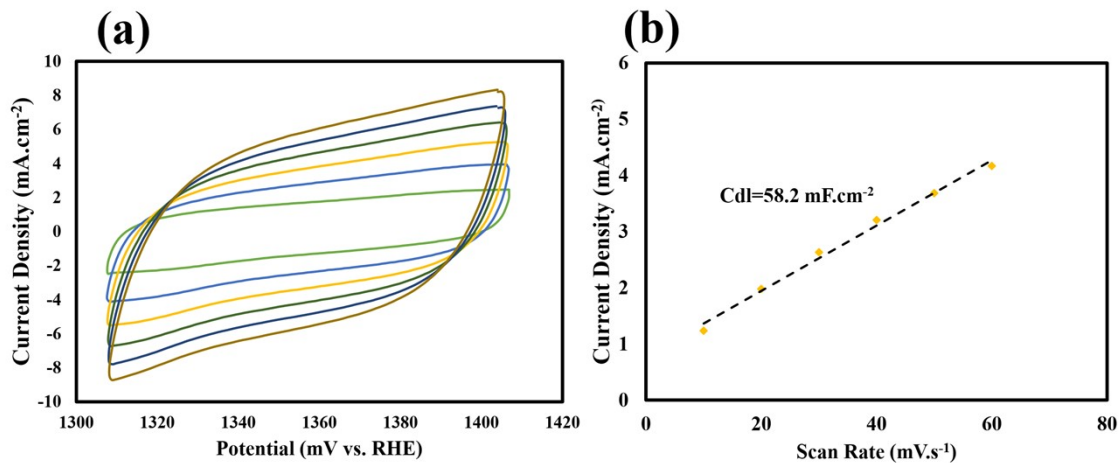 (a)
10
8
6
4
2
0
-2
-4
-6
-8
-10
Current Density (mA.cm-2)
1300 1320 1340 1360 1380 1400 1420
Potential (mV vs. RHE)
(b)
6
5
4
3
2
1
0
Current Density (mA.cm-2)
Cdl=58.2 mF.cm-2
0 20 40 60 80
Scan Rate (mV.s-1)